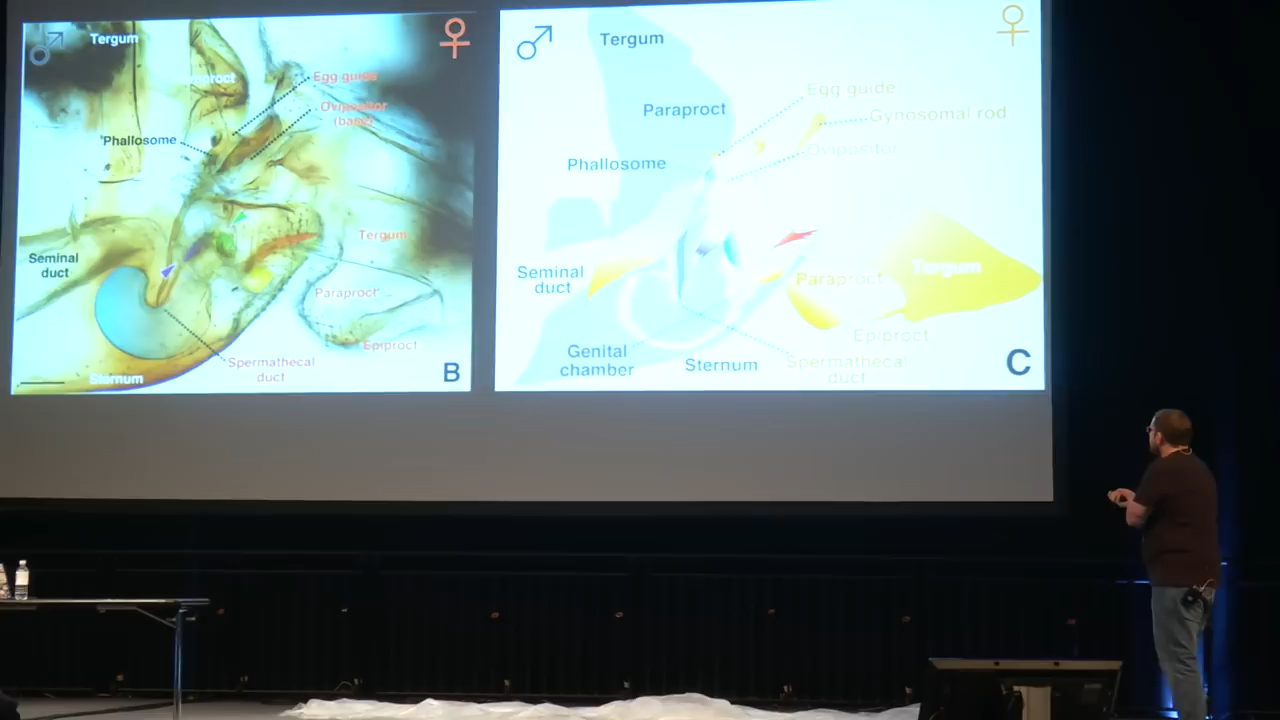 Tergum
Egg guide
Ovipositor
(base)
Phallosome
Tergum
Seminal
duct
Paraproct
Epiproct
Spermathecal
duct
Sternum
B
Tergum
Egg guide
Paraproct
Gynosomal rod
Ovipositor
Phallosome
Seminal
duct
Paraproct
Tergum
Epiproct
Genital
chamber
Sternum
Spermathecal
duct
C